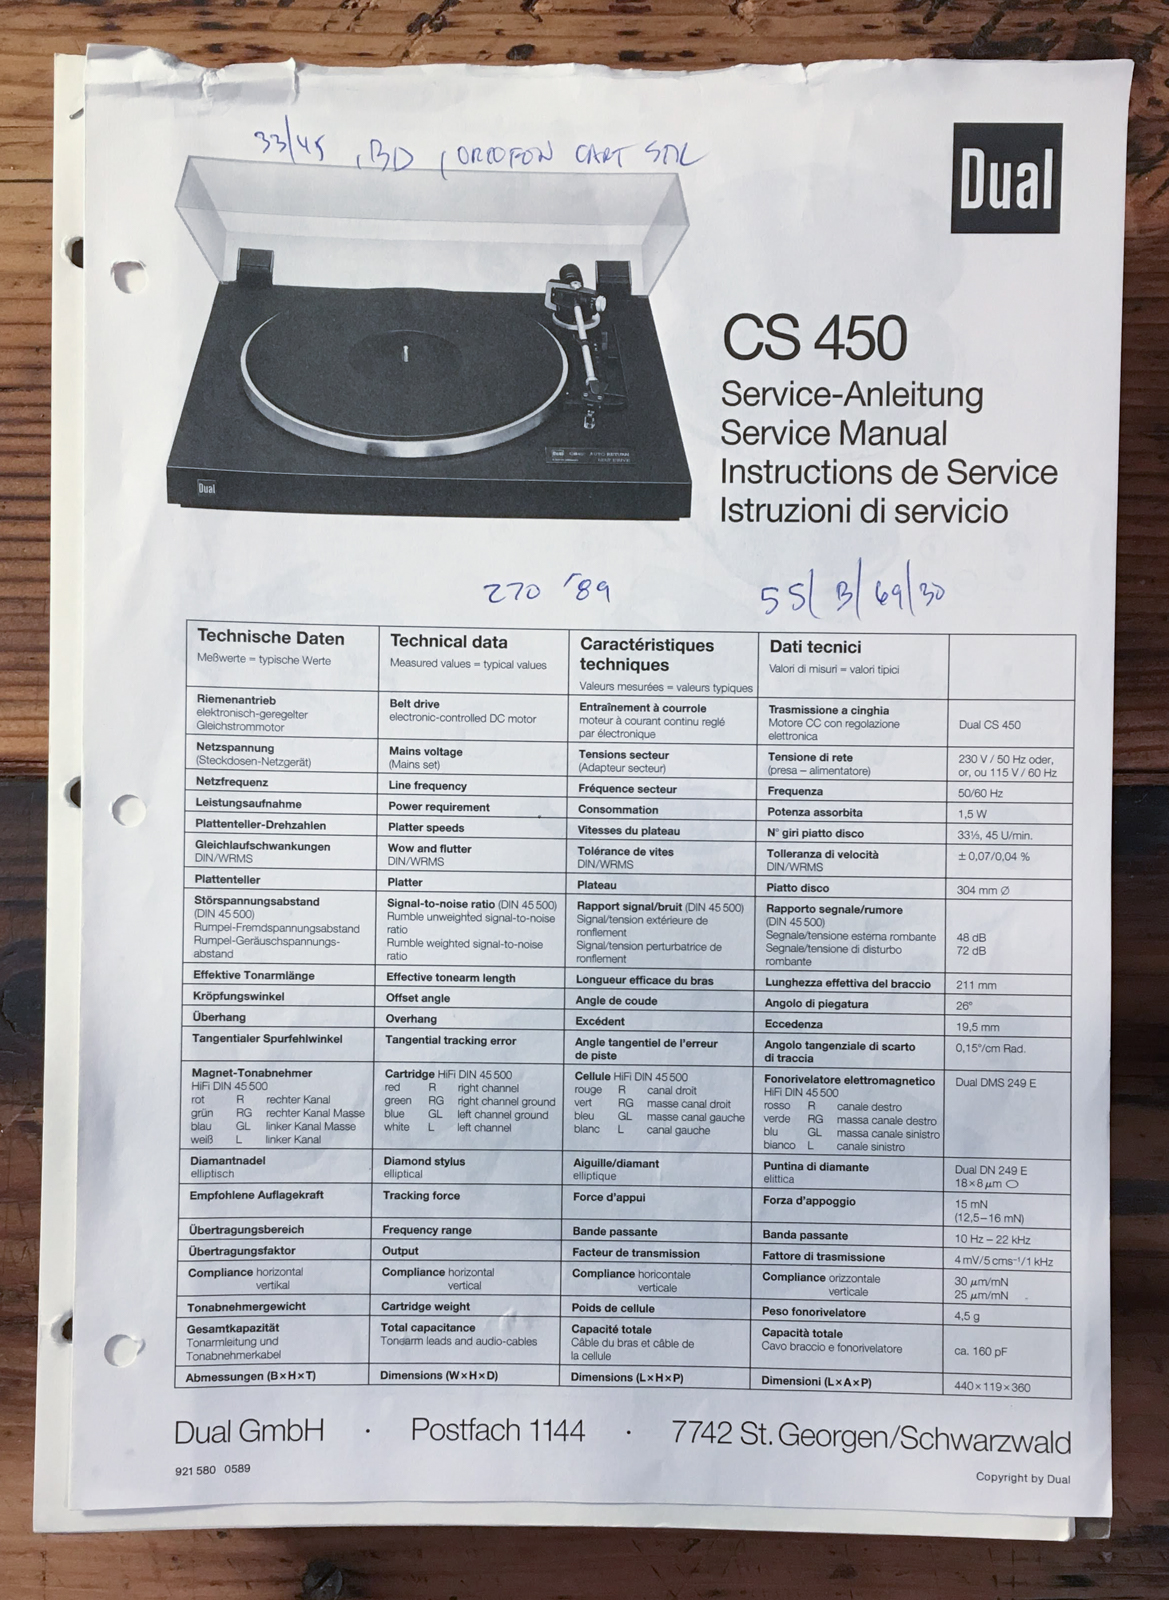 33/45 , BD , ORTOFON CART STIL
Dual
CS 450
Service-Anleitung
Service Manual
Instructions de Service
Istruzioni di servicio
Dual
Dual
270 '89
55/ B/ 69/30
Technische Daten
Meßwerte = typische Werte
Technical data
Measured values = typical values
Caractéristiques
techniques
Valeurs mesurées = valeurs typiques
Dati tecnici
Valori di misuri = valori tipici
Riemenantrieb
elektronisch-geregelter
Gleichstrommotor
Belt drive
electronic-controlled DC motor
Entraînement à courrole
moteur à courant continu reglé
par électronique
Trasmissione a cinghia
Motore CC con regolazione
elettronica
Dual CS 450
Netzspannung
(Steckdosen-Netzgerät)
Mains voltage
(Mains set)
Tensions secteur
(Adapteur secteur)
Tensione di rete
(presa – alimentatore)
230 V / 50 Hz oder,
or, ou 115 V / 60 Hz
Netzfrequenz
Line frequency
Fréquence secteur
Frequenza
50/60 Hz
Leistungsaufnahme
Power requirement
Consommation
Potenza assorbita
1,5 W
Plattenteller-Drehzahlen
Platter speeds
Vitesses du plateau
N° giri piatto disco
33⅓, 45 U/min.
Gleichlaufschwankungen
DIN/WRMS
Wow and flutter
DIN/WRMS
Tolérance de vites
DIN/WRMS
Tolleranza di velocità
DIN/WRMS
± 0,07/0,04 %
Plattenteller
Platter
Plateau
Piatto disco
304 mm Ø
Störspannungsabstand
(DIN 45 500)
Rumpel-Fremdspannungsabstand
Rumpel-Geräuschspannungs-
abstand
Signal-to-noise ratio (DIN 45 500)
Rumble unweighted signal-to-noise
ratio
Rumble weighted signal-to-noise
ratio
Rapport signal/bruit (DIN 45 500)
Signal/tension extérieure de
ronflement
Signal/tension perturbatrice de
ronflement
Rapporto segnale/rumore
(DIN 45 500)
Segnale/tensione esterna rombante
Segnale/tensione di disturbo
rombante
48 dB
72 dB
Effektive Tonarmlänge
Effective tonearm length
Longueur efficace du bras
Lunghezza effettiva del braccio
211 mm
Kröpfungswinkel
Offset angle
Angle de coude
Angolo di piegatura
26°
Überhang
Overhang
Excédent
Eccedenza
19,5 mm
Tangentialer Spurfehlwinkel
Tangential tracking error
Angle tangentiel de l'erreur
de piste
Angolo tangenziale di scarto
di traccia
0,15°/cm Rad.
Magnet-Tonabnehmer
HiFi DIN 45 500
rot R rechter Kanal
grün RG rechter Kanal Masse
blau GL linker Kanal Masse
weiß L linker Kanal
Cartridge HiFi DIN 45 500
red R right channel
green RG right channel ground
blue GL left channel ground
white L left channel
Cellule HiFi DIN 45 500
rouge R canal droit
vert RG masse canal droit
bleu GL masse canal gauche
blanc L canal gauche
Fonorivelatore elettromagnetico
HiFi DIN 45 500
rosso R canale destro
verde RG massa canale destro
blu GL massa canale sinistro
bianco L canale sinistro
Dual DMS 249 E
Diamantnadel
elliptisch
Diamond stylus
elliptical
Aiguille/diamant
elliptique
Puntina di diamante
elittica
Dual DN 249 E
18×8 µm
Empfohlene Auflagekraft
Tracking force
Force d'appui
Forza d'appoggio
15 mN
(12,5–16 mN)
Übertragungsbereich
Frequency range
Bande passante
Banda passante
10 Hz – 22 kHz
Übertragungsfaktor
Output
Facteur de transmission
Fattore di trasmissione
4 mV/5 cms⁻¹/1 kHz
Compliance horizontal
vertikal
Compliance horizontal
vertical
Compliance horicontale
verticale
Compliance orizzontale
verticale
30 µm/mN
25 µm/mN
Tonabnehmergewicht
Cartridge weight
Poids de cellule
Peso fonorivelatore
4,5 g
Gesamtkapazität
Tonarmleitung und
Tonabnehmerkabel
Total capacitance
Tonearm leads and audio-cables
Capacité totale
Câble du bras et câble de
la cellule
Capacità totale
Cavo braccio e fonorivelatore
ca. 160 pF
Abmessungen (B×H×T)
Dimensions (W×H×D)
Dimensions (L×H×P)
Dimensioni (L×A×P)
440×119×360
Dual GmbH · Postfach 1144 · 7742 St. Georgen/Schwarzwald
921 580 0589
Copyright by Dual